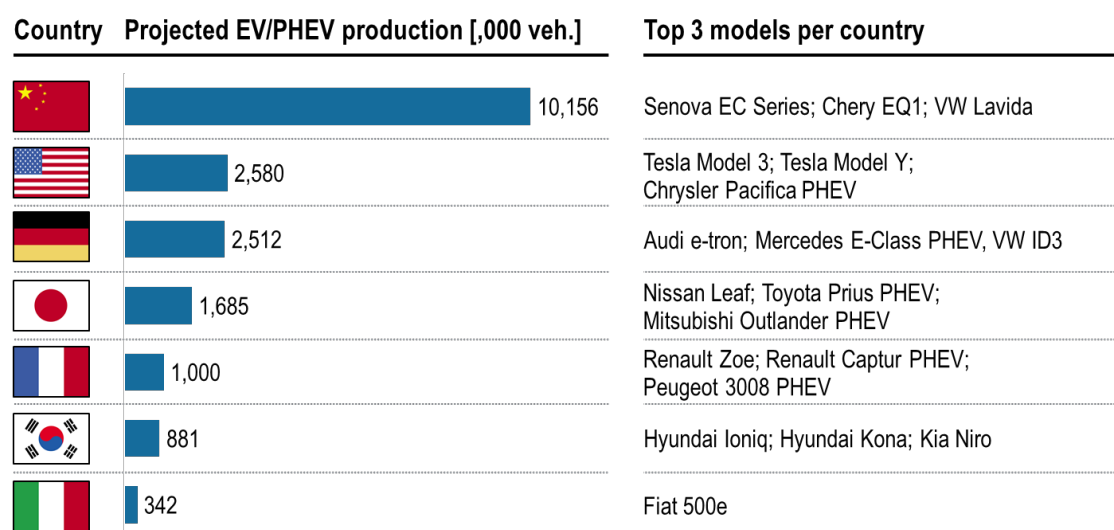 Country Projected EV/PHEV production [,000 veh.] Top 3 models per country
10,156 Senova EC Series; Chery EQ1; VW Lavida
2,580 Tesla Model 3; Tesla Model Y;
Chrysler Pacifica PHEV
2,512 Audi e-tron; Mercedes E-Class PHEV, VW ID3
1,685 Nissan Leaf; Toyota Prius PHEV;
Mitsubishi Outlander PHEV
1,000 Renault Zoe; Renault Captur PHEV;
Peugeot 3008 PHEV
881 Hyundai Ioniq; Hyundai Kona; Kia Niro
342 Fiat 500e